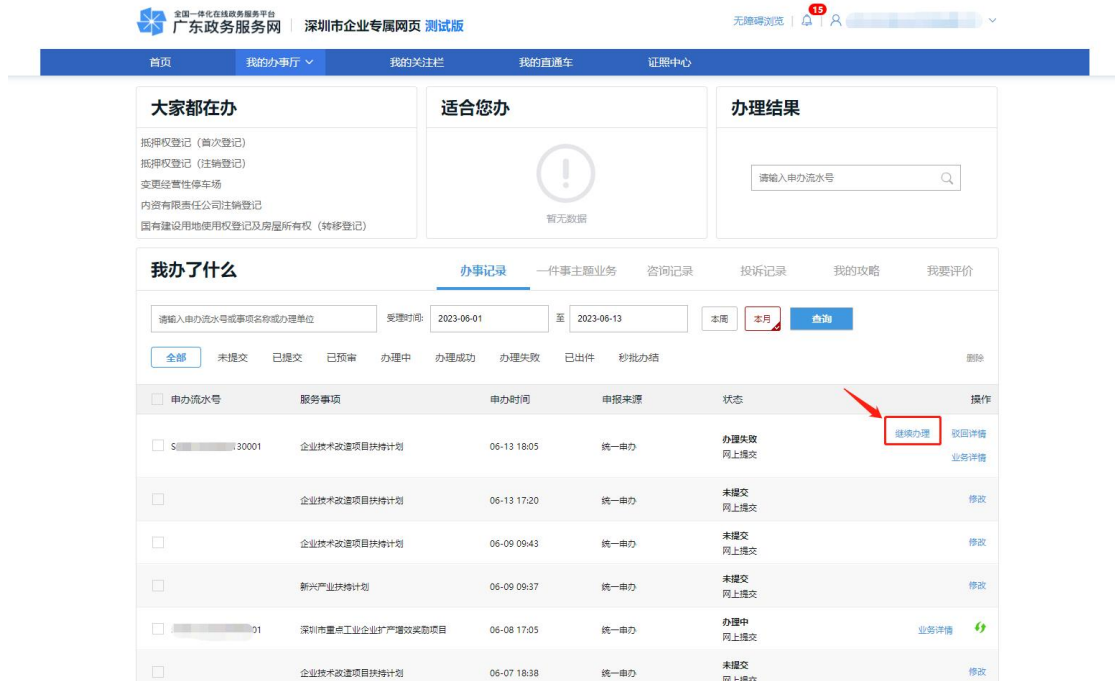 全国一体化在线政务服务平台
广东政务服务网 深圳市企业专属网页 测试版
无障碍浏览 15
首页 我的办事厅 我的关注栏 我的直通车 证照中心
大家都在办
抵押权登记（首次登记）
抵押权登记（注销登记）
变更经营性停车场
内资有限责任公司注销登记
国有建设用地使用权登记及房屋所有权（转移登记）
适合您办
暂无数据
办理结果
请输入申办流水号
我办了什么 办事记录 一件事主题业务 咨询记录 投诉记录 我的攻略 我要评价
请输入申办流水号或事项名称或办理单位 受理时间: 2023-06-01 至 2023-06-13 本周 本月 查询
全部 未提交 已提交 已预审 办理中 办理成功 办理失败 已出件 秒批办结 删除
申办流水号 服务事项 申办时间 申报来源 状态 操作
S 30001 企业技术改造项目扶持计划 06-13 18:05 统一申办 办理失败 继续办理 驳回详情
网上提交 业务详情
企业技术改造项目扶持计划 06-13 17:20 统一申办 未提交 修改
网上提交
企业技术改造项目扶持计划 06-09 09:43 统一申办 未提交 修改
网上提交
新兴产业扶持计划 06-09 09:37 统一申办 未提交 修改
网上提交
01 深圳市重点工业企业扩产增效奖励项目 06-08 17:05 统一申办 办理中 业务详情
网上提交
企业技术改造项目扶持计划 06-07 18:38 统一申办 未提交 修改
网上提交